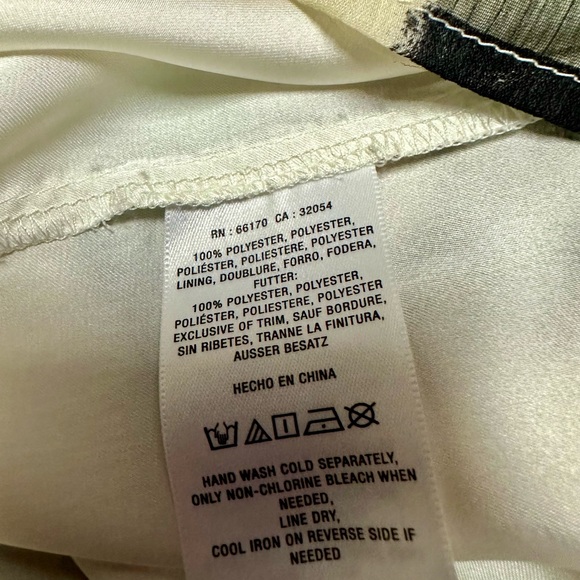 RN : 66170 CA : 32054
100% POLYESTER, POLYESTER,
POLIÉSTER, POLIESTERE, POLYESTER,
LINING, DOUBLURE, FORRO, FODERA,
FUTTER:
100% POLYESTER, POLYESTER,
POLIÉSTER, POLIESTERE, POLYESTER,
EXCLUSIVE OF TRIM, SAUF BORDURE,
SIN RIBETES, TRANNE LA FINITURA,
AUSSER BESATZ
HECHO EN CHINA
HAND WASH COLD SEPARATELY,
ONLY NON-CHLORINE BLEACH WHEN
NEEDED,
LINE DRY,
COOL IRON ON REVERSE SIDE IF
NEEDED